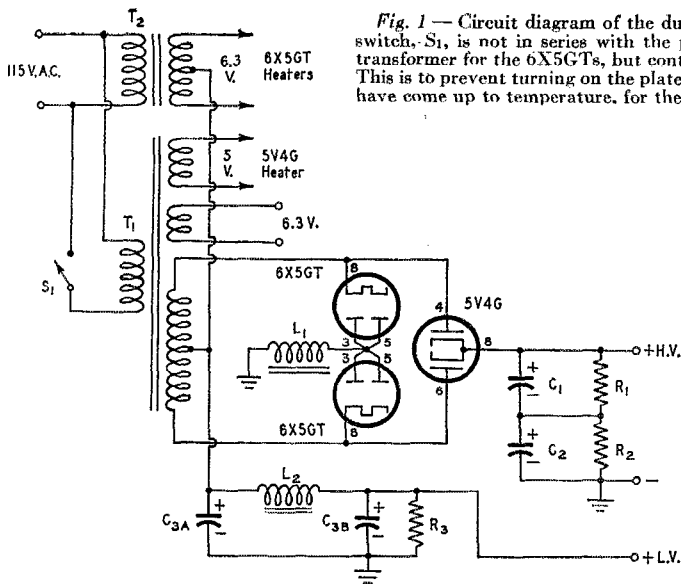 Fig. 1 — Circuit diagram of the du
switch, S1, is not in series with the p
transformer for the 6X5GTs, but cont
This is to prevent turning on the plate
have come up to temperature. for the
T2
115 V. A.C.
6.3
V.
6X5GT
Heaters
5
V.
5V4G
Heater
T1
6.3 V.
S1
6X5GT
8
4
5V4G
L1
3
5
3
5
8
+H.V.
C1
R1
6
6X5GT
8
C2
R2
–
L2
C3A
C3B
R3
+L.V.
+
–
+
–
+
–
+
–